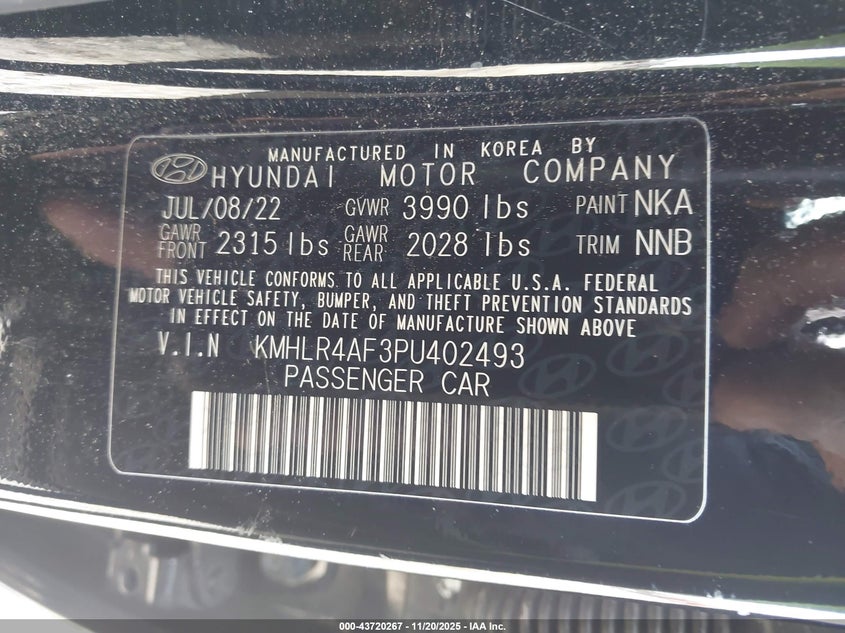 MANUFACTURED IN KOREA BY
HYUNDAI MOTOR COMPANY
JUL/08/22 GVWR 3990 lbs PAINT NKA
GAWR FRONT 2315 lbs GAWR REAR 2028 lbs TRIM NNB
THIS VEHICLE CONFORMS TO ALL APPLICABLE U.S.A. FEDERAL
MOTOR VEHICLE SAFETY, BUMPER, AND THEFT PREVENTION STANDARDS
IN EFFECT ON THE DATE OF MANUFACTURE SHOWN ABOVE
V.I.N KMHLR4AF3PU402493
PASSENGER CAR
000-43720267 - 11/20/2025 - IAA Inc.